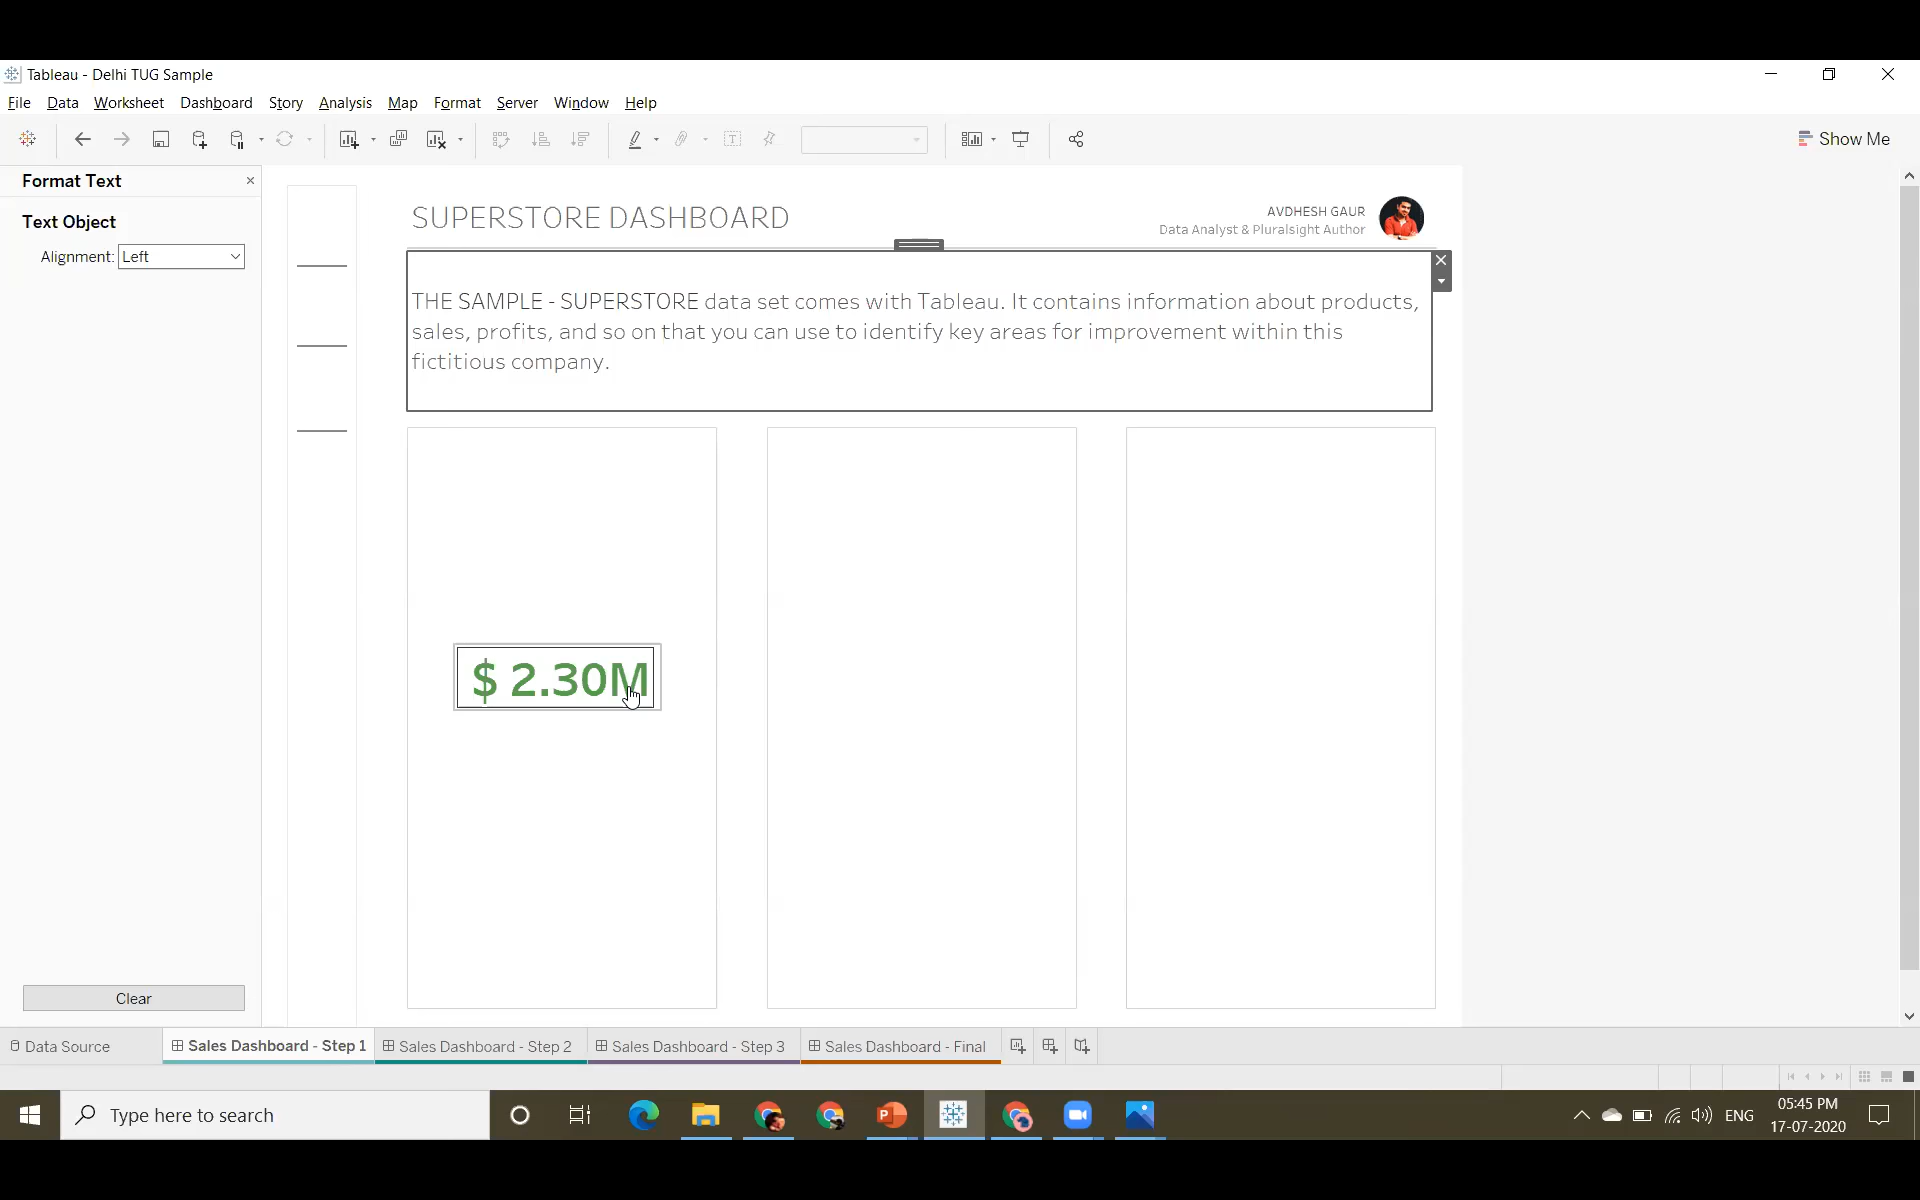 Tableau - Delhi TUG Sample
File Data Worksheet Dashboard Story Analysis Map Format Server Window Help
Show Me
Format Text
Text Object
Alignment: Left
Clear
SUPERSTORE DASHBOARD
AVDHESH GAUR
Data Analyst & Pluralsight Author
THE SAMPLE - SUPERSTORE data set comes with Tableau. It contains information about products,
sales, profits, and so on that you can use to identify key areas for improvement within this
fictitious company.
$ 2.30M
Data Source Sales Dashboard - Step 1 Sales Dashboard - Step 2 Sales Dashboard - Step 3 Sales Dashboard - Final
Type here to search
ENG
05:45 PM
17-07-2020